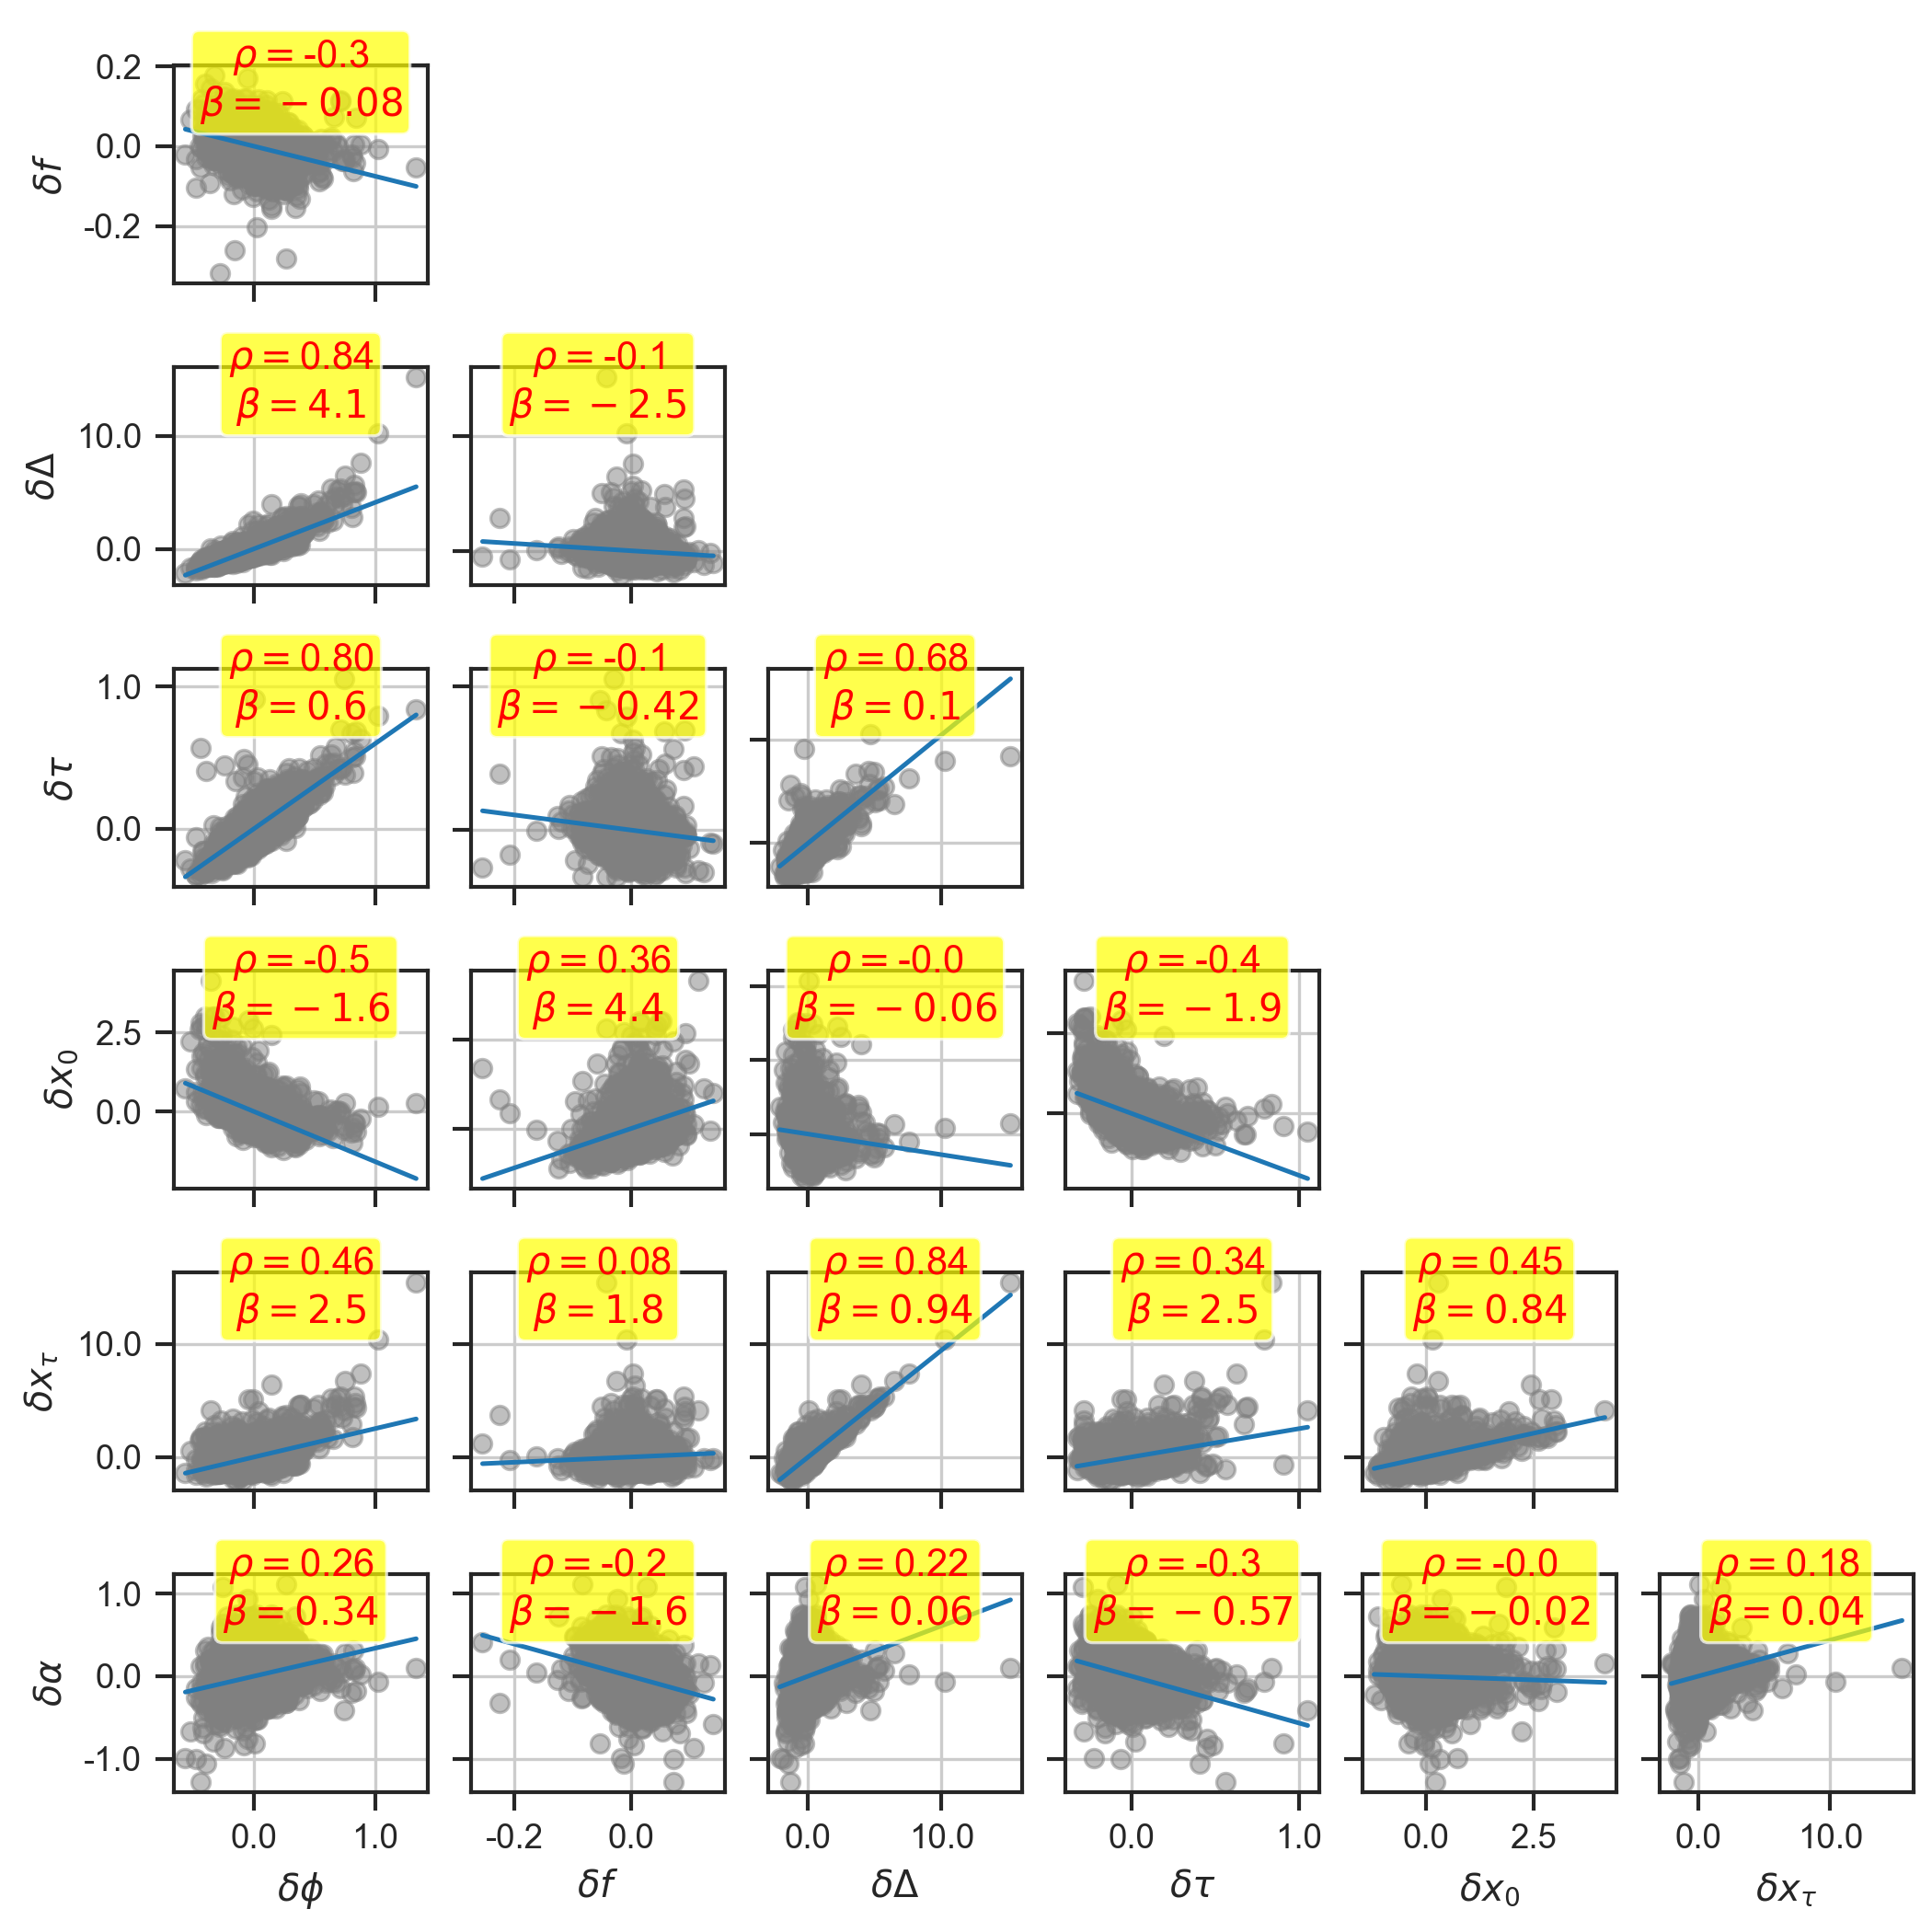 ρ = -0.3
β = −0.08
0.2
0.0
-0.2
δf
ρ = 0.84
β = 4.1
ρ = -0.1
β = −2.5
10.0
0.0
δΔ
ρ = 0.80
β = 0.6
ρ = -0.1
β = −0.42
ρ = 0.68
β = 0.1
1.0
0.0
δτ
ρ = -0.5
β = −1.6
ρ = 0.36
β = 4.4
ρ = -0.0
β = −0.06
ρ = -0.4
β = −1.9
2.5
0.0
δx₀
ρ = 0.46
β = 2.5
ρ = 0.08
β = 1.8
ρ = 0.84
β = 0.94
ρ = 0.34
β = 2.5
ρ = 0.45
β = 0.84
10.0
0.0
δx_τ
ρ = 0.26
β = 0.34
ρ = -0.2
β = −1.6
ρ = 0.22
β = 0.06
ρ = -0.3
β = −0.57
ρ = -0.0
β = −0.02
ρ = 0.18
β = 0.04
1.0
0.0
-1.0
δα
0.0 1.0 -0.2 0.0 0.0 10.0 0.0 1.0 0.0 2.5 0.0 10.0
δϕ δf δΔ δτ δx₀ δx_τ